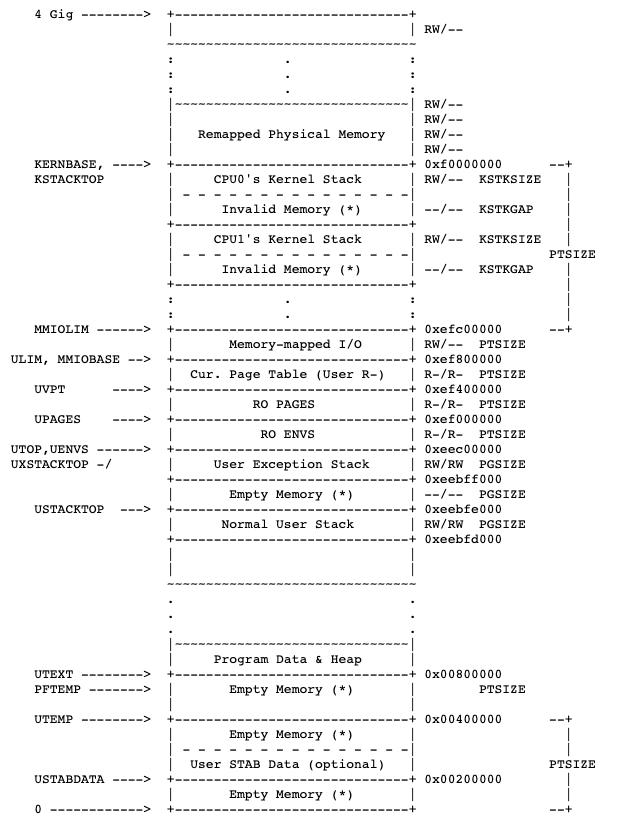 4 Gig -------->  +------------------------------+
                 |                              | RW/--
                 ~~~~~~~~~~~~~~~~~~~~~~~~~~~~~~~~
                 :              .               :
                 :              .               :
                 :              .               :
                 |~~~~~~~~~~~~~~~~~~~~~~~~~~~~~~| RW/--
                 |                              | RW/--
                 |   Remapped Physical Memory   | RW/--
                 |                              | RW/--
KERNBASE, ---->  +------------------------------+ 0xf0000000      --+
KSTACKTOP        |     CPU0's Kernel Stack      | RW/--  KSTKSIZE   |
                 | - - - - - - - - - - - - - - -|                   |
                 |      Invalid Memory (*)      | --/--  KSTKGAP    |
                 +------------------------------+                   |
                 |     CPU1's Kernel Stack      | RW/--  KSTKSIZE   |
                 | - - - - - - - - - - - - - - -|                 PTSIZE
                 |      Invalid Memory (*)      | --/--  KSTKGAP    |
                 +------------------------------+                   |
                 :              .               :                   |
                 :              .               :                   |
MMIOLIM ------>  +------------------------------+ 0xefc00000      --+
                 |       Memory-mapped I/O      | RW/--  PTSIZE
ULIM, MMIOBASE -->  +------------------------------+ 0xef800000
                 |  Cur. Page Table (User R-)   | R-/R-  PTSIZE
UVPT      ---->  +------------------------------+ 0xef400000
                 |          RO PAGES            | R-/R-  PTSIZE
UPAGES    ---->  +------------------------------+ 0xef000000
                 |           RO ENVS            | R-/R-  PTSIZE
UTOP,UENVS ------>  +------------------------------+ 0xeec00000
UXSTACKTOP -/    |     User Exception Stack     | RW/RW  PGSIZE
                 +------------------------------+ 0xeebff000
                 |       Empty Memory (*)       | --/--  PGSIZE
USTACKTOP  --->  +------------------------------+ 0xeebfe000
                 |      Normal User Stack       | RW/RW  PGSIZE
                 +------------------------------+ 0xeebfd000
                 |                              |
                 |                              |
                 ~~~~~~~~~~~~~~~~~~~~~~~~~~~~~~~~
                 .                              .
                 .                              .
                 .                              .
                 |~~~~~~~~~~~~~~~~~~~~~~~~~~~~~~|
                 |     Program Data & Heap      |
UTEXT -------->  +------------------------------+ 0x00800000
PFTEMP ------->  |       Empty Memory (*)       |        PTSIZE
                 |                              |
UTEMP -------->  +------------------------------+ 0x00400000      --+
                 |       Empty Memory (*)       |                   |
                 | - - - - - - - - - - - - - - -|                   |
                 |  User STAB Data (optional)   |                 PTSIZE
USTABDATA ---->  +------------------------------+ 0x00200000        |
                 |       Empty Memory (*)       |                   |
0 ------------>  +------------------------------+                 --+